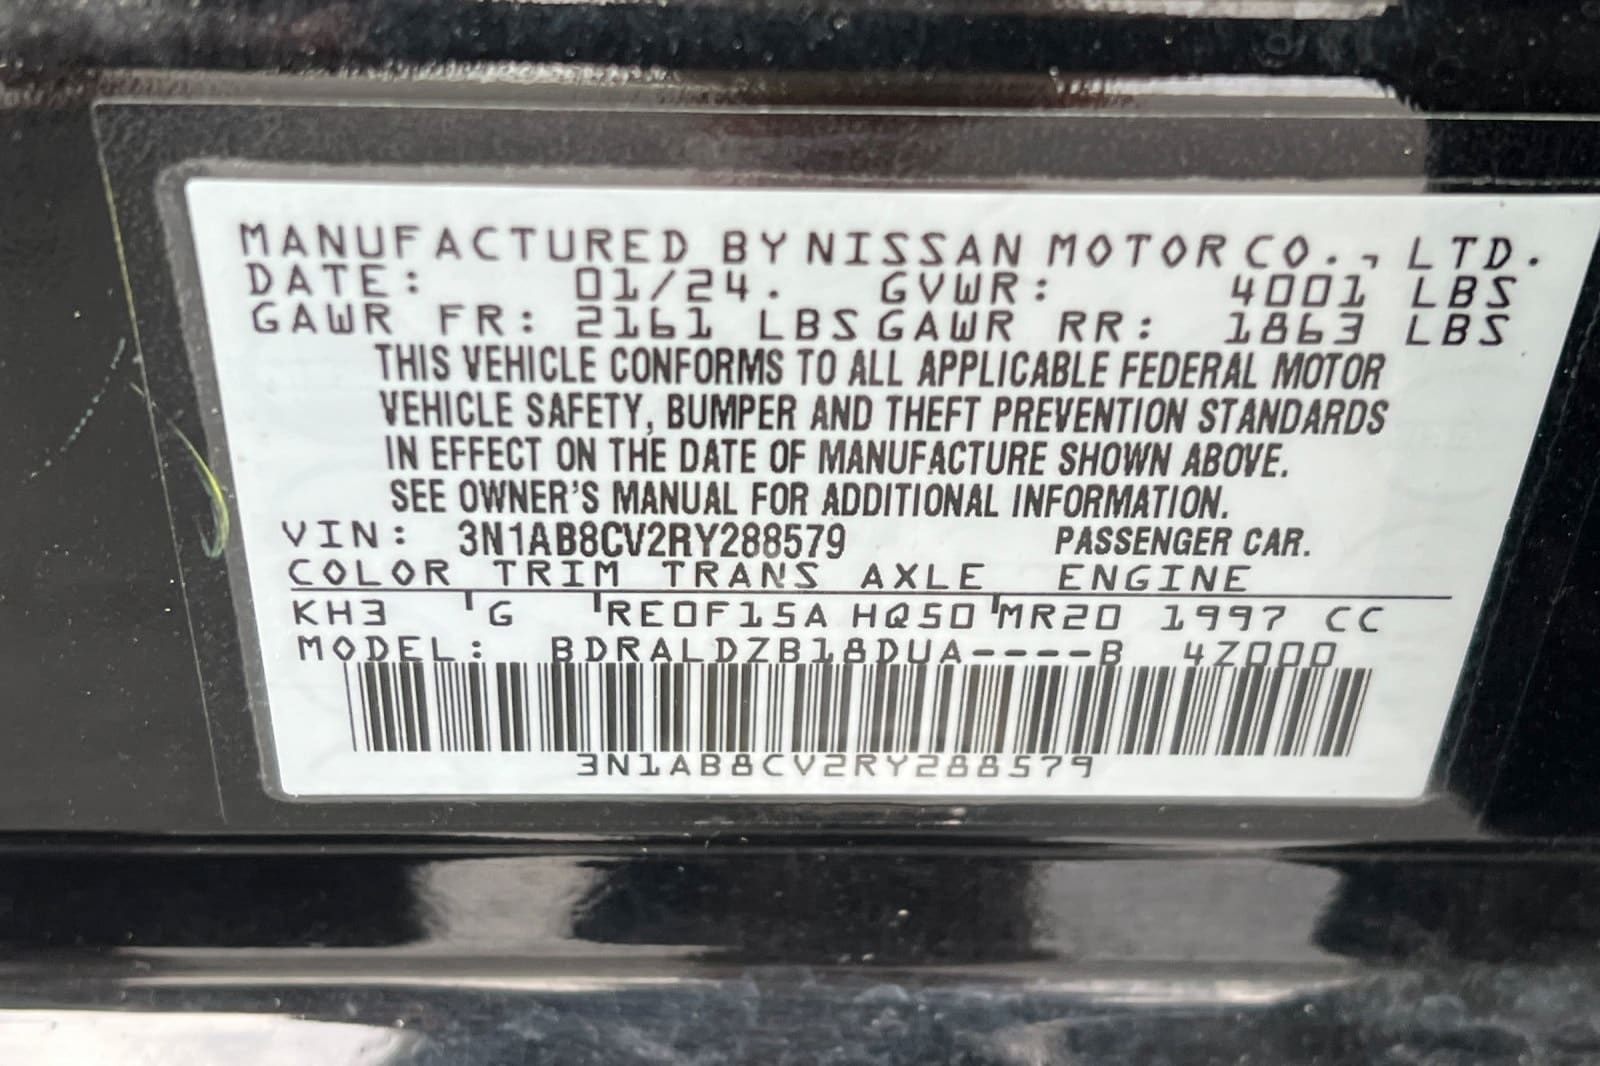 MANUFACTURED BY NISSAN MOTOR CO., LTD.
DATE: 01/24. GVWR: 4001 LBS
GAWR FR: 2161 LBS GAWR RR: 1863 LBS
THIS VEHICLE CONFORMS TO ALL APPLICABLE FEDERAL MOTOR
VEHICLE SAFETY, BUMPER AND THEFT PREVENTION STANDARDS
IN EFFECT ON THE DATE OF MANUFACTURE SHOWN ABOVE.
SEE OWNER'S MANUAL FOR ADDITIONAL INFORMATION.
VIN: 3N1AB8CV2RY288579 PASSENGER CAR.
COLOR TRIM TRANS AXLE ENGINE
KH3 G RE0F15A HQ50 MR20 1997 CC
MODEL: BDRALDZB18DUA----B 4Z000
3N1AB8CV2RY288579